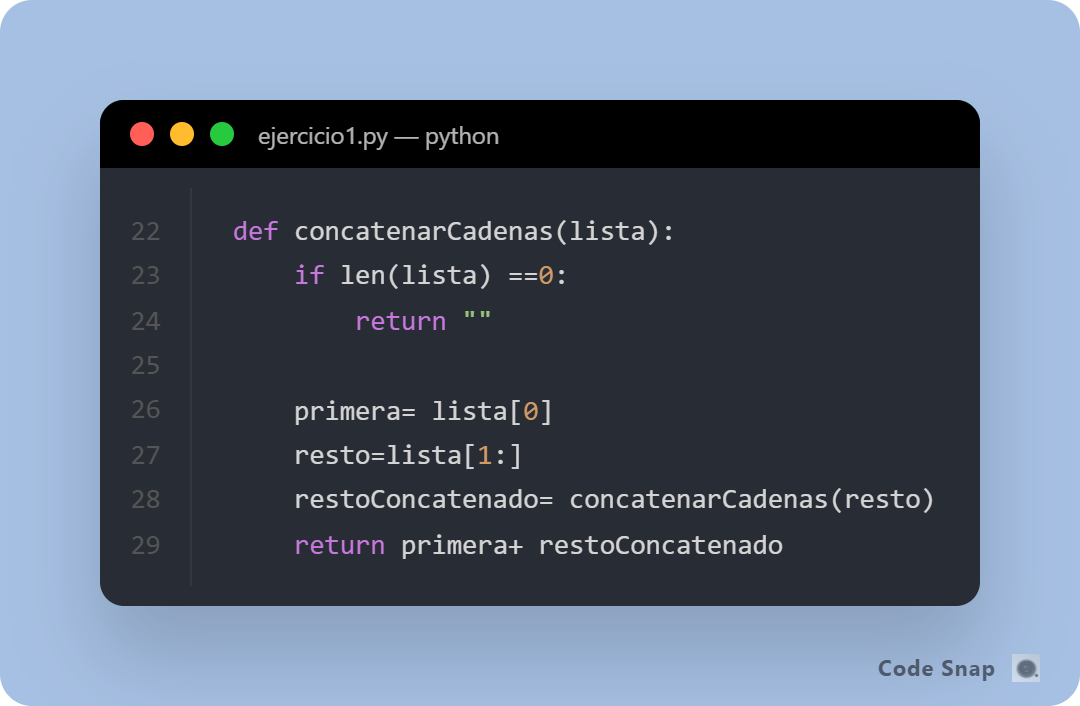 ejercicio1.py — python
22 def concatenarCadenas(lista):
23     if len(lista) ==0:
24         return ""
25
26     primera= lista[0]
27     resto=lista[1:]
28     restoConcatenado= concatenarCadenas(resto)
29     return primera+ restoConcatenado
Code Snap